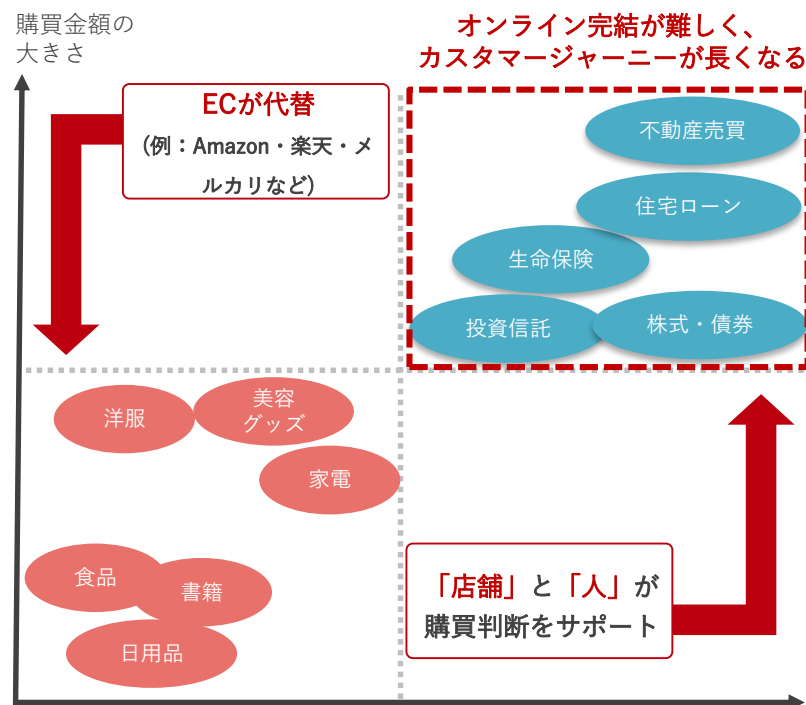 購買金額の
大きさ
オンライン完結が難しく、
カスタマージャーニーが長くなる
ECが代替
(例：Amazon・楽天・メ
ルカリなど)
不動産売買
住宅ローン
生命保険
投資信託
株式・債券
洋服
美容
グッズ
家電
食品
書籍
日用品
「店舗」と「人」が
購買判断をサポート